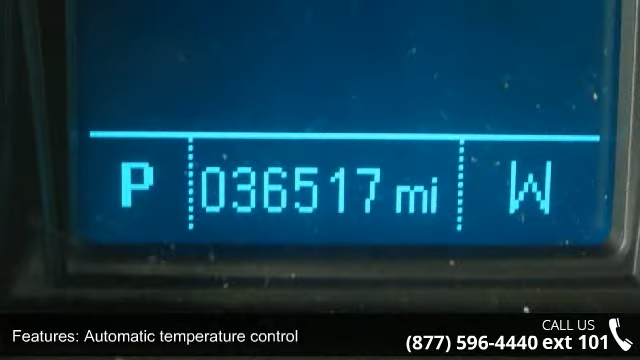 P 036517 mi W
CALL US
Features: Automatic temperature control
(877) 596-4440 ext 101